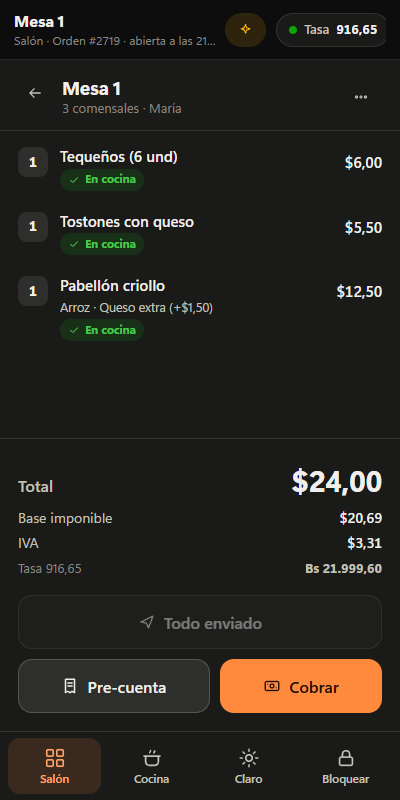 Mesa 1
Salón · Orden #2719 · abierta a las 21...
Tasa 916,65
Mesa 1
3 comensales · María
1 Tequeños (6 und) $6,00
En cocina
1 Tostones con queso $5,50
En cocina
1 Pabellón criollo $12,50
Arroz · Queso extra (+$1,50)
En cocina
Total $24,00
Base imponible $20,69
IVA $3,31
Tasa 916,65 Bs 21.999,60
Todo enviado
Pre-cuenta Cobrar
Salón Cocina Claro Bloquear